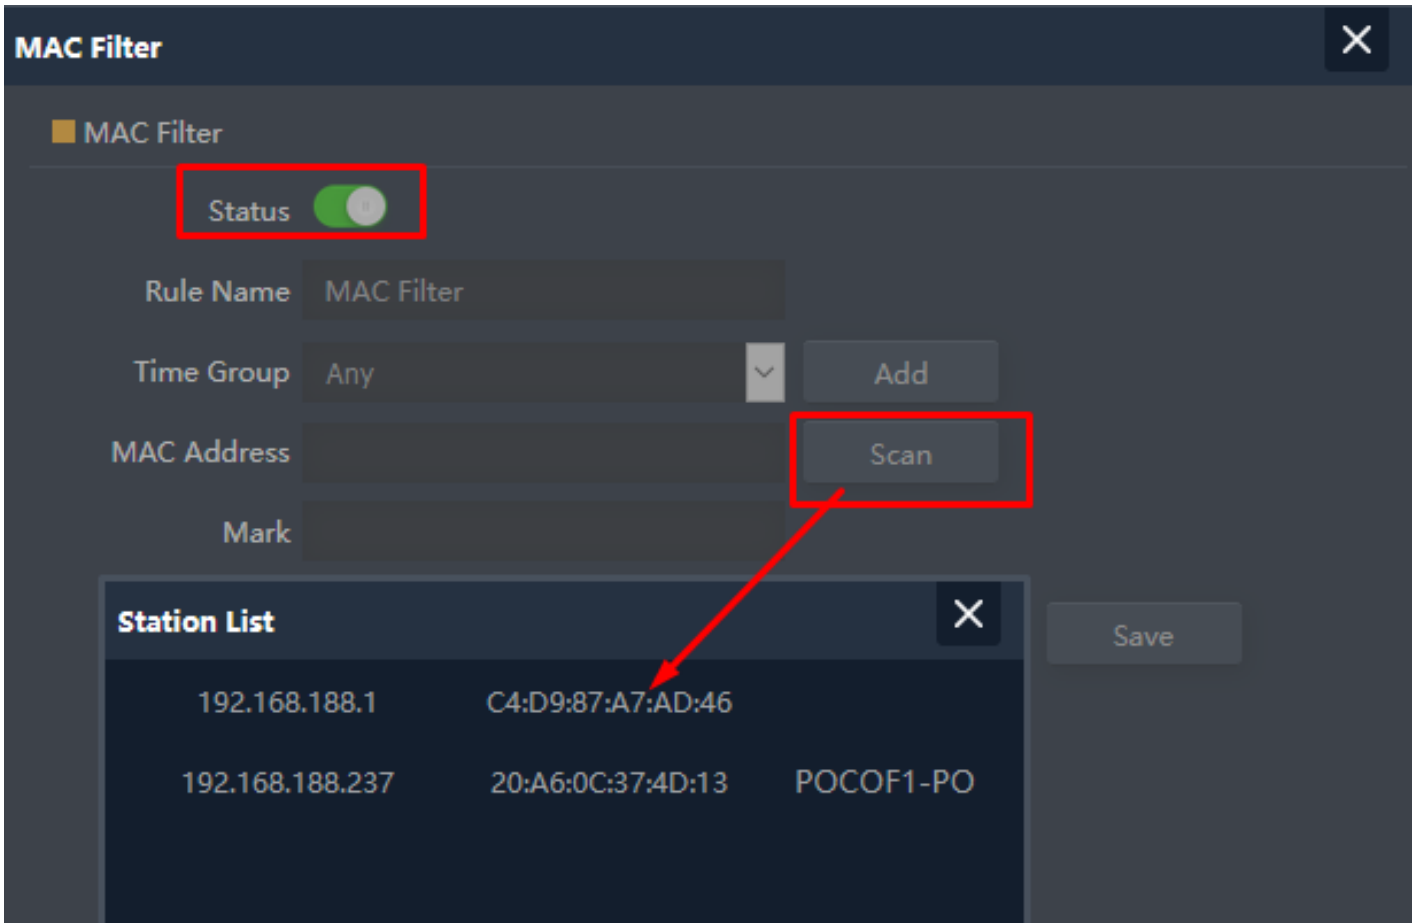 MAC Filter
MAC Filter
Status
Rule Name MAC Filter
Time Group Any Add
MAC Address Scan
Mark
Station List
Save
192.168.188.1 C4:D9:87:A7:AD:46
192.168.188.237 20:A6:0C:37:4D:13 POCOF1-PO